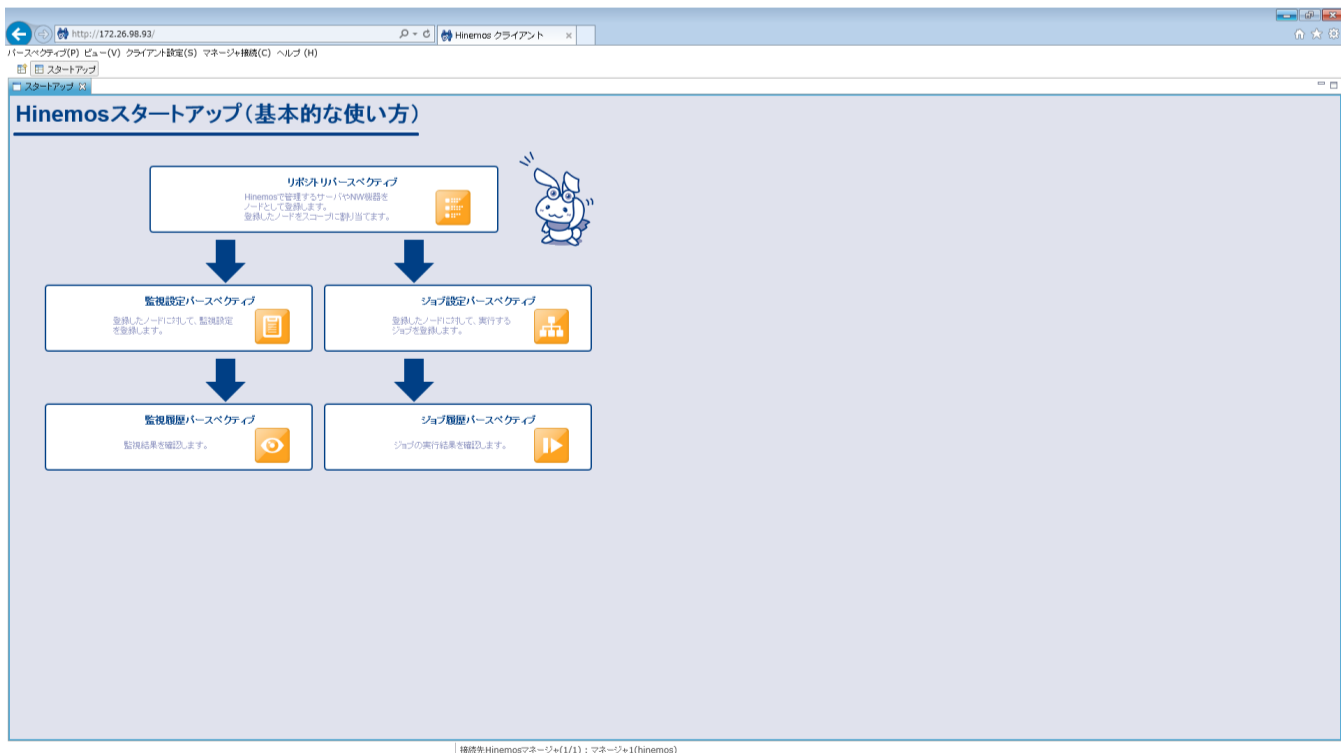 http://172.26.98.93/
Hinemos クライアント
パースペクティブ(P) ビュー(V) クライアント設定(S) マネージャ接続(C) ヘルプ (H)
スタートアップ
スタートアップ
Hinemosスタートアップ(基本的な使い方)
リポジトリパースペクティブ
Hinemosで管理するサーバやNW機器を
ノードとして登録します。
登録したノードをスコープに割り当てます。
監視設定パースペクティブ
登録したノードに対して、監視設定
を登録します。
ジョブ設定パースペクティブ
登録したノードに対して、実行する
ジョブを登録します。
監視履歴パースペクティブ
監視結果を確認します。
ジョブ履歴パースペクティブ
ジョブの実行結果を確認します。
接続先Hinemosマネージャ(1/1) : マネージャ1(hinemos)